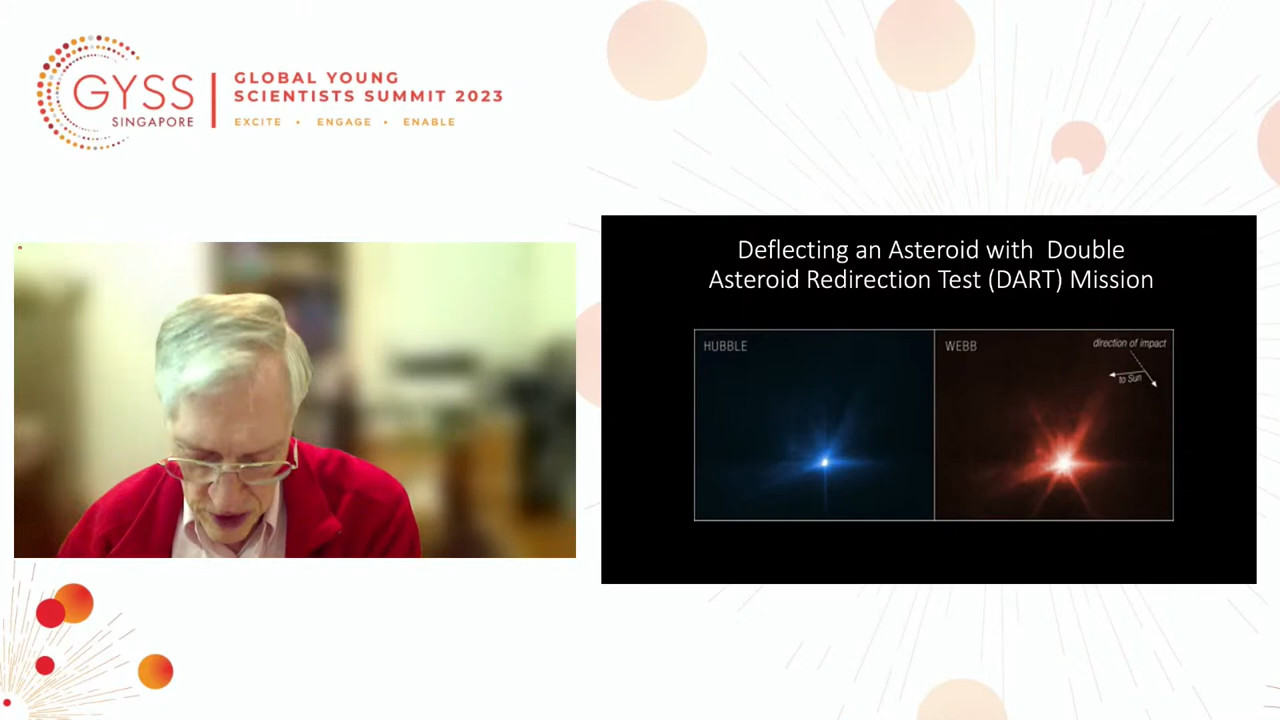 GYSS
SINGAPORE
GLOBAL YOUNG
SCIENTISTS SUMMIT 2023
EXCITE • ENGAGE • ENABLE
Deflecting an Asteroid with Double
Asteroid Redirection Test (DART) Mission
HUBBLE
WEBB
direction of impact
to Sun